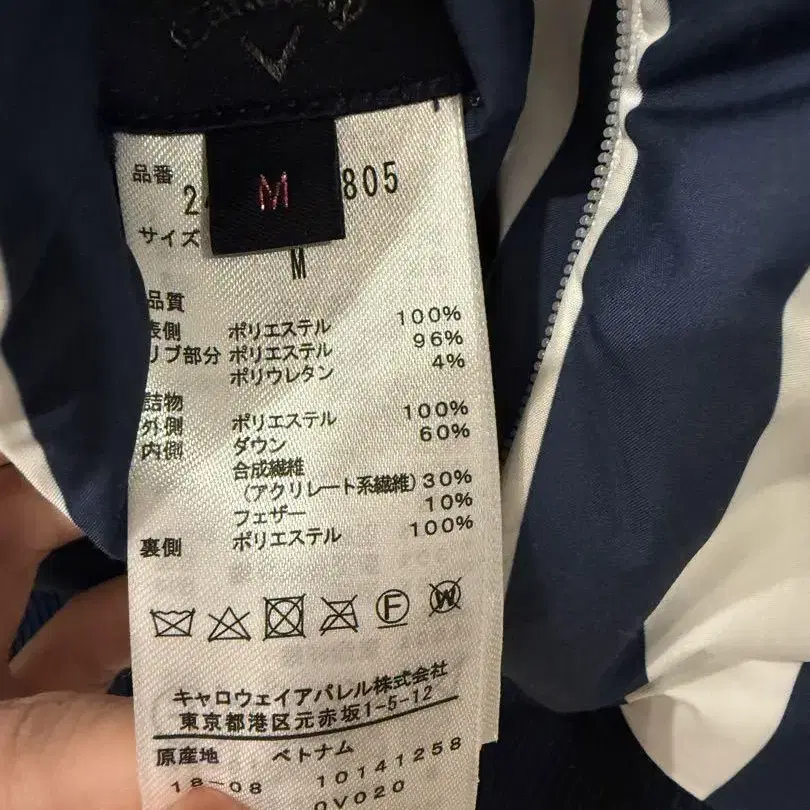 M
品番
2 805
サイズ
M
品質
表側 ポリエステル 100%
リブ部分 ポリエステル 96%
ポリウレタン 4%
詰物
外側 ポリエステル 100%
内側 ダウン 60%
合成繊維
(アクリレート系繊維) 30%
フェザー 10%
裏側 ポリエステル 100%
F W
キャロウェイアパレル株式会社
東京都港区元赤坂1-5-12
原産地 ベトナム
18-08 10141258
0V020